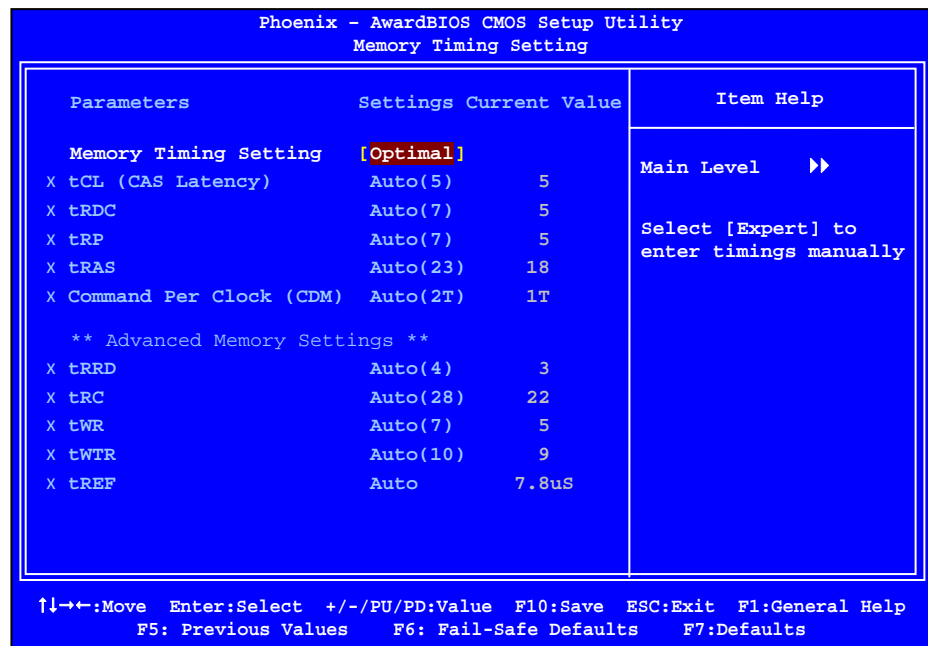 Phoenix – AwardBIOS CMOS Setup Utility
Memory Timing Setting
Parameters Settings Current Value
Memory Timing Setting [Optimal]
X tCL (CAS Latency) Auto(5) 5
X tRDC Auto(7) 5
X tRP Auto(7) 5
X tRAS Auto(23) 18
X Command Per Clock (CDM) Auto(2T) 1T
** Advanced Memory Settings **
X tRRD Auto(4) 3
X tRC Auto(28) 22
X tWR Auto(7) 5
X tWTR Auto(10) 9
X tREF Auto 7.8uS
Item Help
Main Level
Select [Expert] to
enter timings manually
↑↓→←:Move Enter:Select +/-/PU/PD:Value F10:Save ESC:Exit F1:General Help
F5: Previous Values F6: Fail-Safe Defaults F7:Defaults